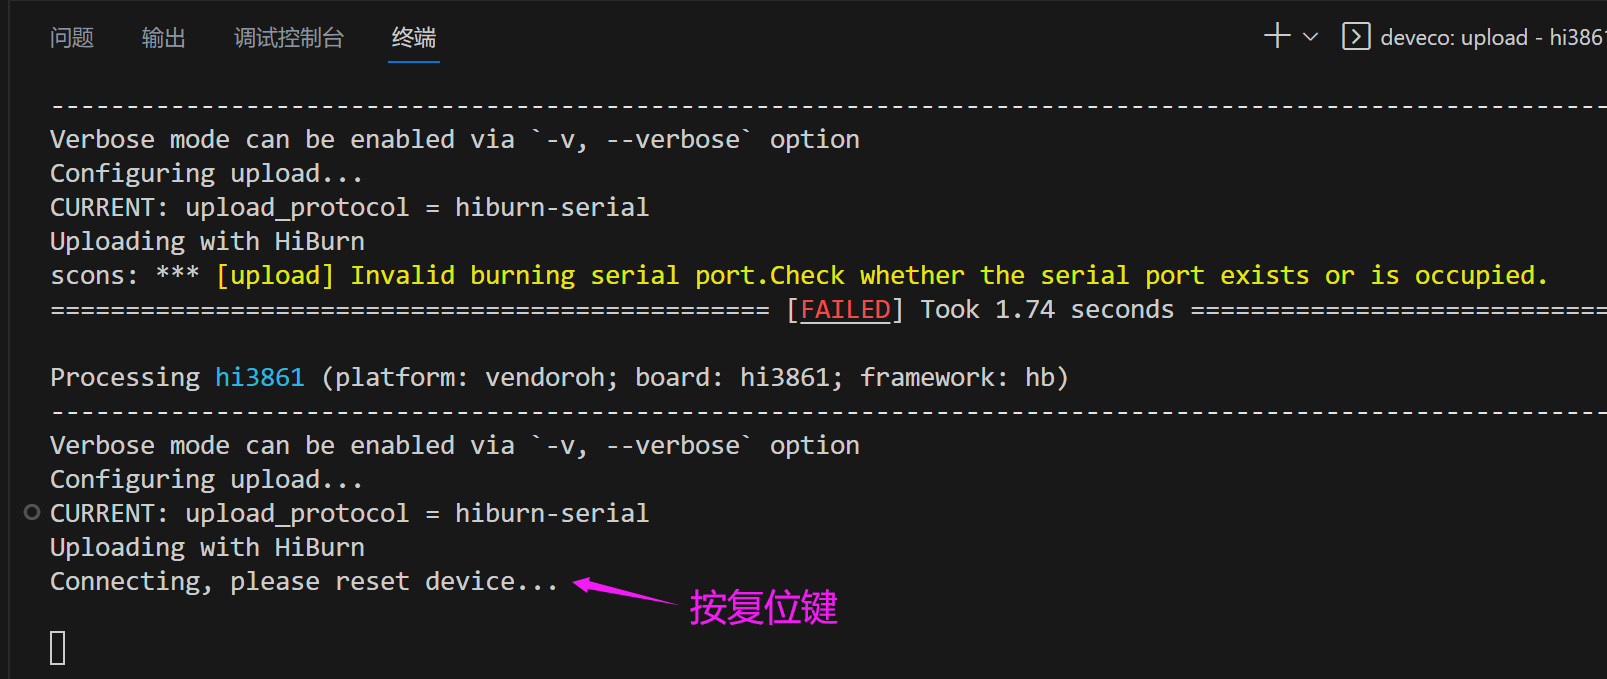 问题 输出 调试控制台 终端 deveco: upload - hi386
--------------------------------------------------------------------------------------------------------
Verbose mode can be enabled via `-v, --verbose` option
Configuring upload...
CURRENT: upload_protocol = hiburn-serial
Uploading with HiBurn
scons: *** [upload] Invalid burning serial port.Check whether the serial port exists or is occupied.
================================================ [FAILED] Took 1.74 seconds ============================
Processing hi3861 (platform: vendoroh; board: hi3861; framework: hb)
--------------------------------------------------------------------------------------------------------
Verbose mode can be enabled via `-v, --verbose` option
Configuring upload...
CURRENT: upload_protocol = hiburn-serial
Uploading with HiBurn
Connecting, please reset device...
按复位键